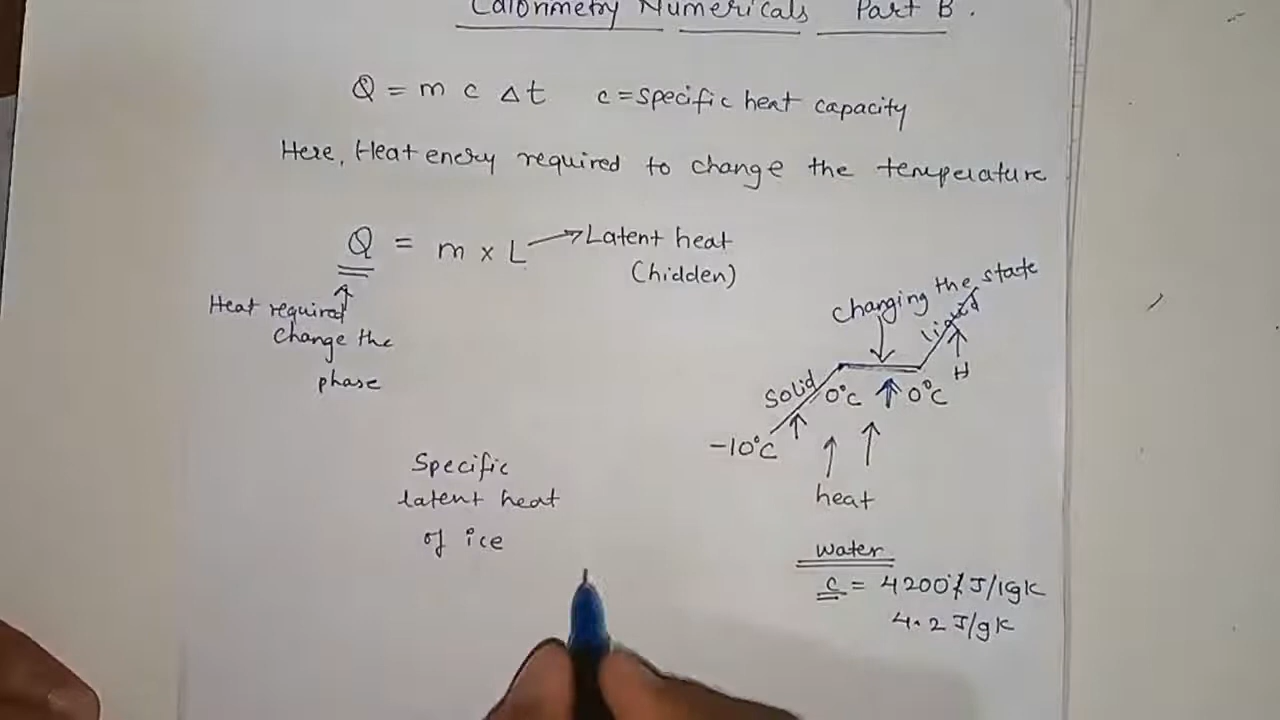 Calorimetry Numericals Part B.
Q = m c Δt c = specific heat capacity
Here, Heat enery required to change the temperature
Q = m x L → Latent heat
(hidden)
Heat required
change the
phase
changing the state
liquid
Solid
0°C
0°C
H
-10°C
heat
Specific
latent heat
of ice
water
c = 4200 J/kgK
4.2 J/gK